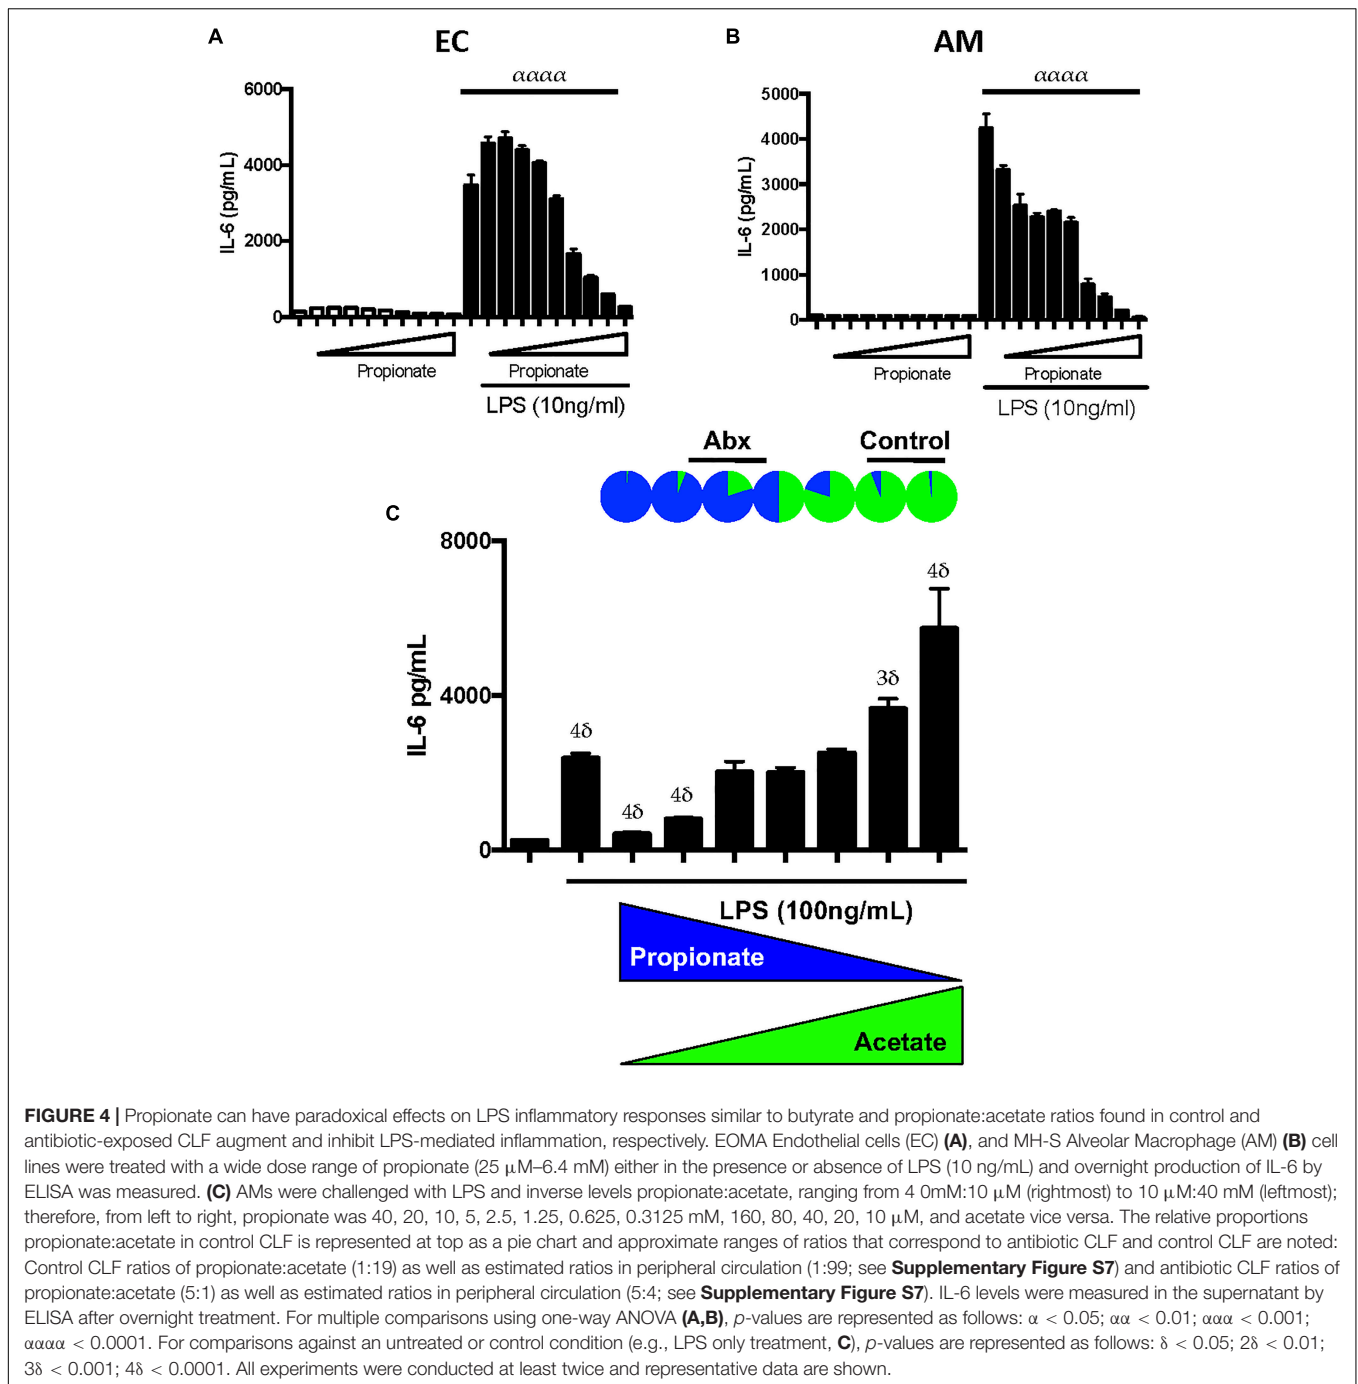 A
EC
αααα
6000
4000
2000
0
IL-6 (pg/mL)
Propionate
Propionate
LPS (10ng/ml)
B
AM
αααα
5000
4000
3000
2000
1000
0
IL-6 (pg/mL)
Propionate
Propionate
LPS (10ng/ml)
Abx
Control
C
8000
4000
0
IL-6 pg/mL
4δ
4δ
4δ
3δ
4δ
LPS (100ng/mL)
Propionate
Acetate
FIGURE 4 | Propionate can have paradoxical effects on LPS inflammatory responses similar to butyrate and propionate:acetate ratios found in control and
antibiotic-exposed CLF augment and inhibit LPS-mediated inflammation, respectively. EOMA Endothelial cells (EC) (A), and MH-S Alveolar Macrophage (AM) (B) cell
lines were treated with a wide dose range of propionate (25 μM–6.4 mM) either in the presence or absence of LPS (10 ng/mL) and overnight production of IL-6 by
ELISA was measured. (C) AMs were challenged with LPS and inverse levels propionate:acetate, ranging from 4 0mM:10 μM (rightmost) to 10 μM:40 mM (leftmost);
therefore, from left to right, propionate was 40, 20, 10, 5, 2.5, 1.25, 0.625, 0.3125 mM, 160, 80, 40, 20, 10 μM, and acetate vice versa. The relative proportions
propionate:acetate in control CLF is represented at top as a pie chart and approximate ranges of ratios that correspond to antibiotic CLF and control CLF are noted:
Control CLF ratios of propionate:acetate (1:19) as well as estimated ratios in peripheral circulation (1:99; see Supplementary Figure S7) and antibiotic CLF ratios of
propionate:acetate (5:1) as well as estimated ratios in peripheral circulation (5:4; see Supplementary Figure S7). IL-6 levels were measured in the supernatant by
ELISA after overnight treatment. For multiple comparisons using one-way ANOVA (A,B), p-values are represented as follows: α < 0.05; αα < 0.01; ααα < 0.001;
αααα < 0.0001. For comparisons against an untreated or control condition (e.g., LPS only treatment, C), p-values are represented as follows: δ < 0.05; 2δ < 0.01;
3δ < 0.001; 4δ < 0.0001. All experiments were conducted at least twice and representative data are shown.